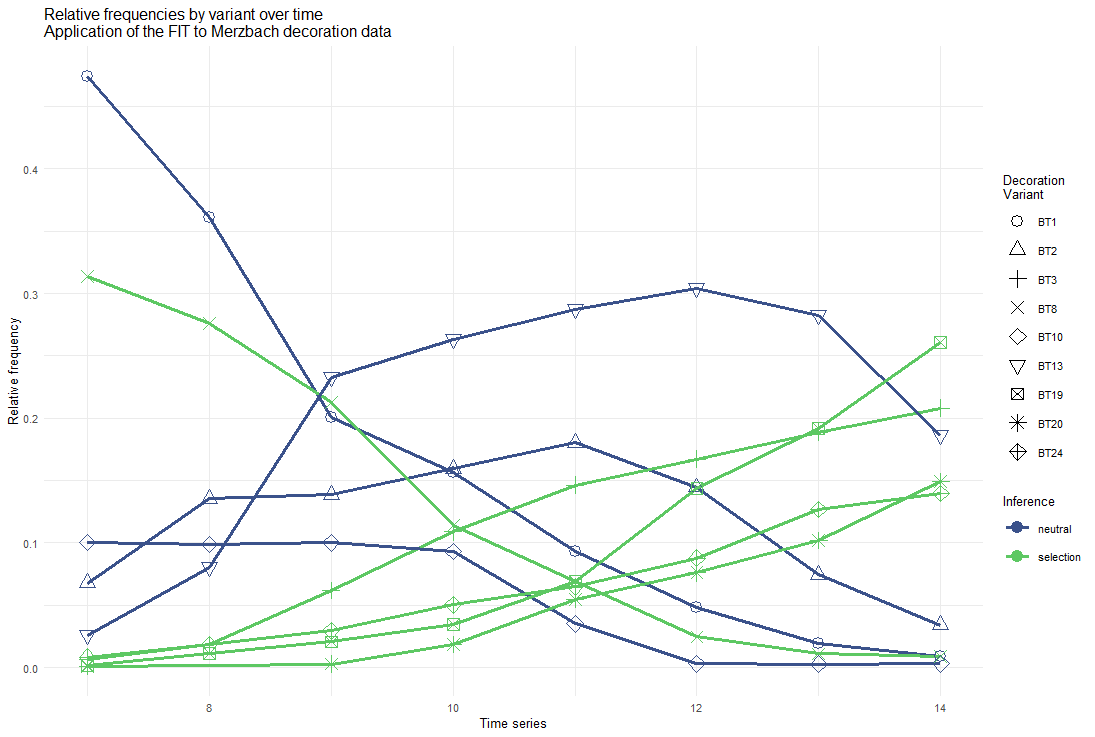 Relative frequencies by variant over time
Application of the FIT to Merzbach decoration data
Relative frequency
0.4
0.3
0.2
0.1
0.0
8
10
12
14
Time series
Decoration
Variant
BT1
BT2
BT3
BT8
BT10
BT13
BT19
BT20
BT24
Inference
neutral
selection